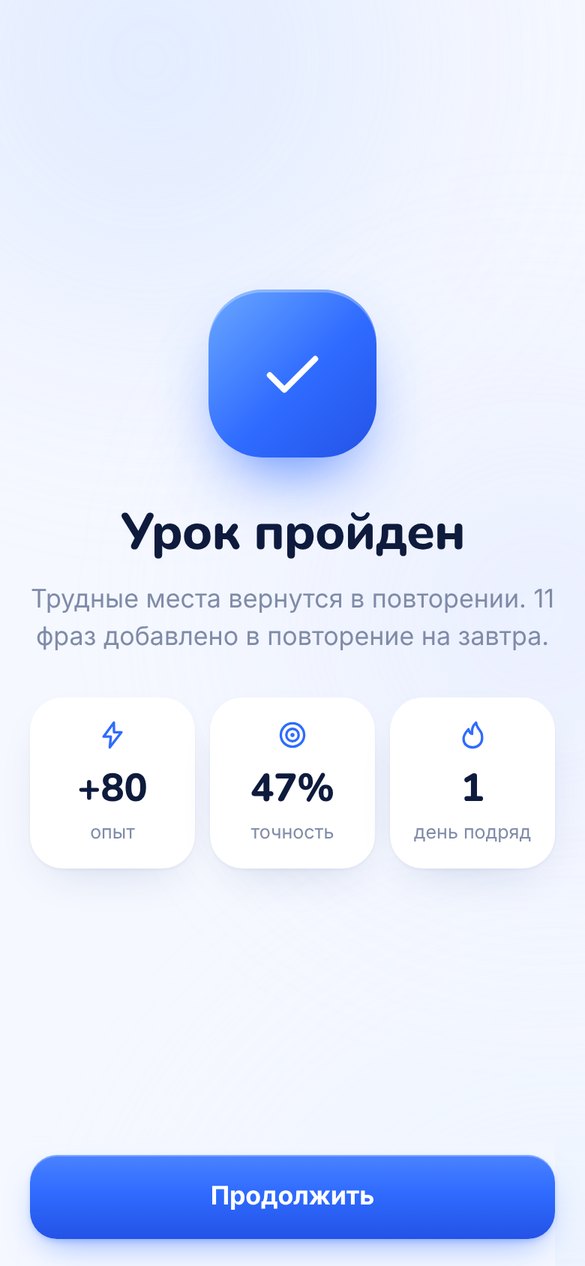 Урок пройден
Трудные места вернутся в повторении. 11
фраз добавлено в повторение на завтра.
+80
опыт
47%
точность
1
день подряд
Продолжить